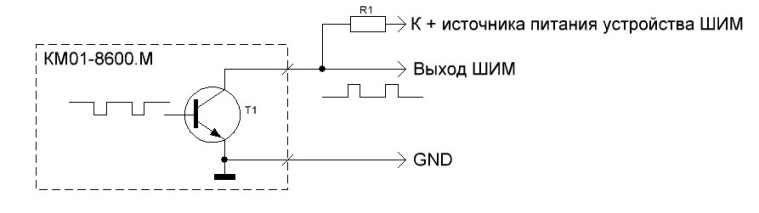 R1
К + источника питания устройства ШИМ
КМ01-8600.М
Выход ШИМ
T1
GND